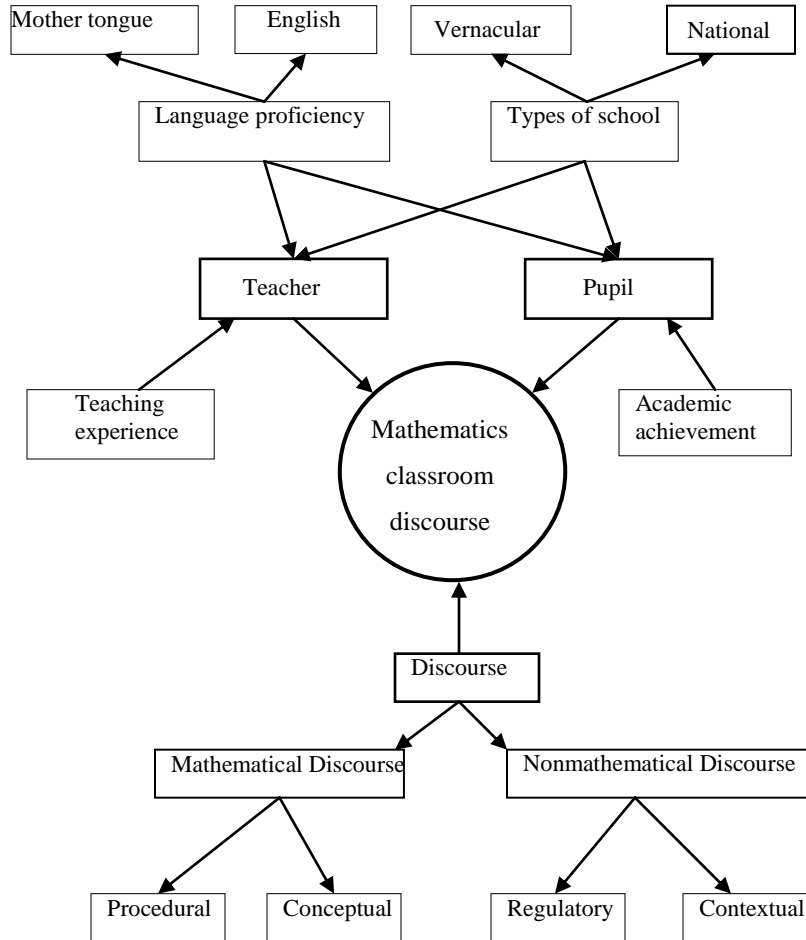 Mother tongue
English
Vernacular
National
Language proficiency
Types of school
Teacher
Pupil
Teaching
experience
Mathematics
classroom
discourse
Academic
achievement
Discourse
Mathematical Discourse
Nonmathematical Discourse
Procedural
Conceptual
Regulatory
Contextual